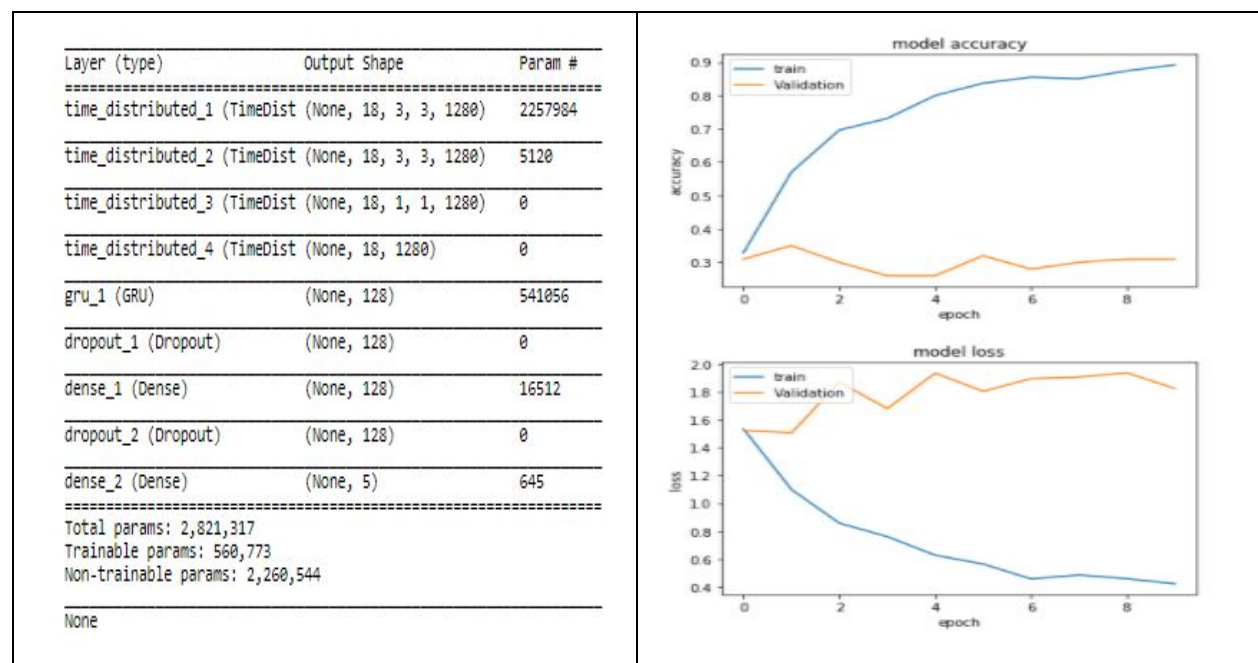 Layer (type) Output Shape Param #
time_distributed_1 (TimeDist (None, 18, 3, 3, 1280) 2257984
time_distributed_2 (TimeDist (None, 18, 3, 3, 1280) 5120
time_distributed_3 (TimeDist (None, 18, 1, 1, 1280) 0
time_distributed_4 (TimeDist (None, 18, 1280) 0
gru_1 (GRU) (None, 128) 541056
dropout_1 (Dropout) (None, 128) 0
dense_1 (Dense) (None, 128) 16512
dropout_2 (Dropout) (None, 128) 0
dense_2 (Dense) (None, 5) 645
Total params: 2,821,317
Trainable params: 560,773
Non-trainable params: 2,260,544
None
model accuracy
train
Validation
accuracy
0.9
0.8
0.7
0.6
0.5
0.4
0.3
0 2 4 6 8
epoch
model loss
train
Validation
loss
2.0
1.8
1.6
1.4
1.2
1.0
0.8
0.6
0.4
0 2 4 6 8
epoch